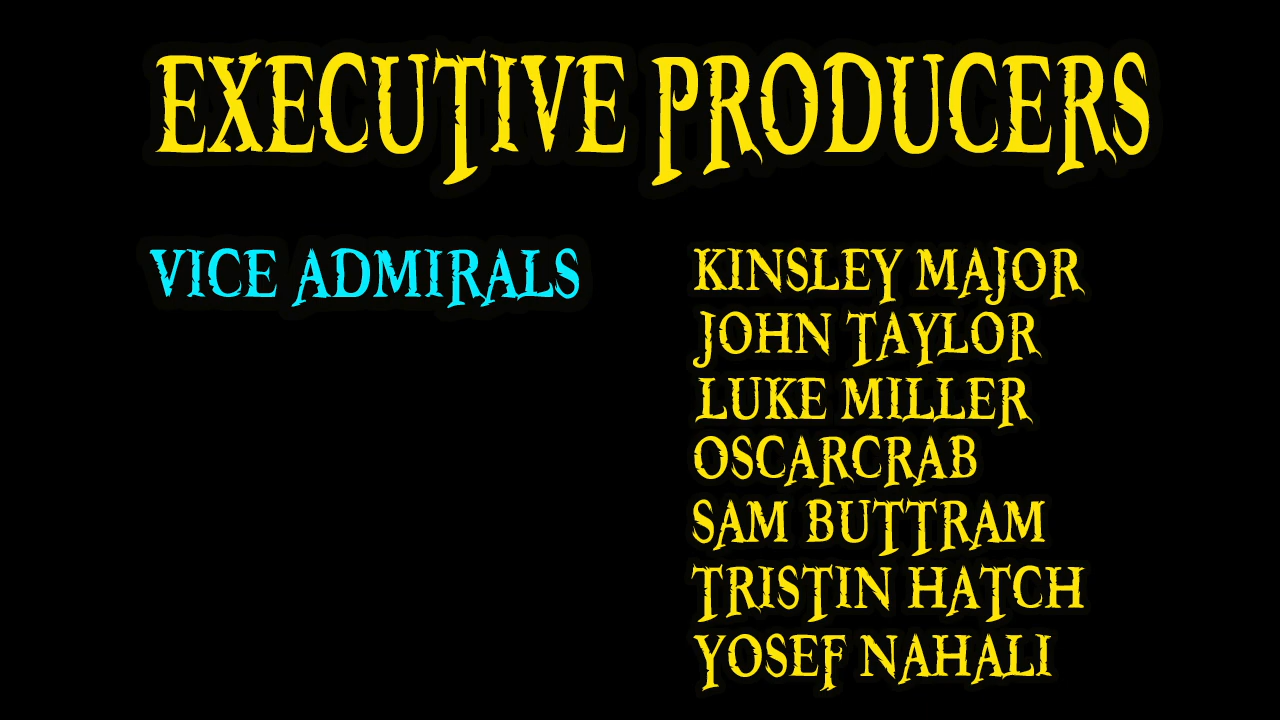 EXECUTIVE PRODUCERS
VICE ADMIRALS
KINSLEY MAJOR
JOHN TAYLOR
LUKE MILLER
OSCARCRAB
SAM BUTTRAM
TRISTIN HATCH
YOSEF NAHALI